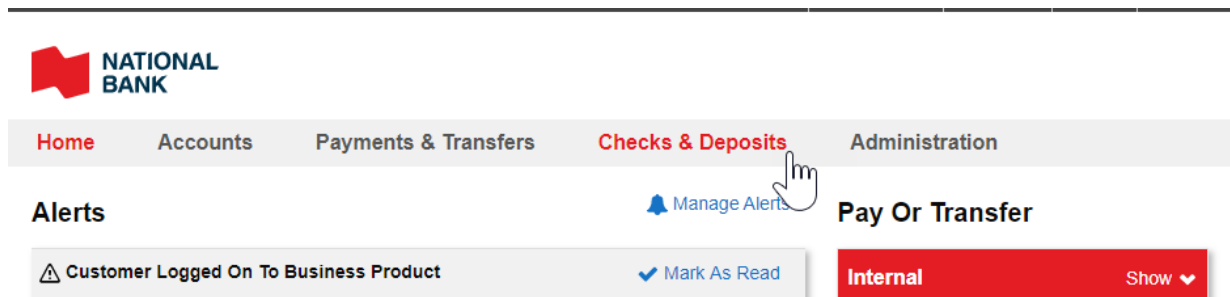 NATIONAL
BANK
Home Accounts Payments & Transfers Checks & Deposits Administration
Alerts Manage Alerts Pay Or Transfer
Customer Logged On To Business Product Mark As Read Internal Show